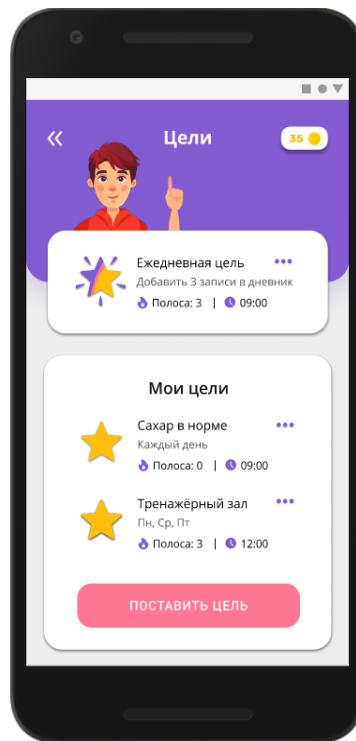 Цели
35
Ежедневная цель
Добавить 3 записи в дневник
Полоса: 3 | 09:00
Мои цели
Сахар в норме
Каждый день
Полоса: 0 | 09:00
Тренажёрный зал
Пн, Ср, Пт
Полоса: 3 | 12:00
ПОСТАВИТЬ ЦЕЛЬ